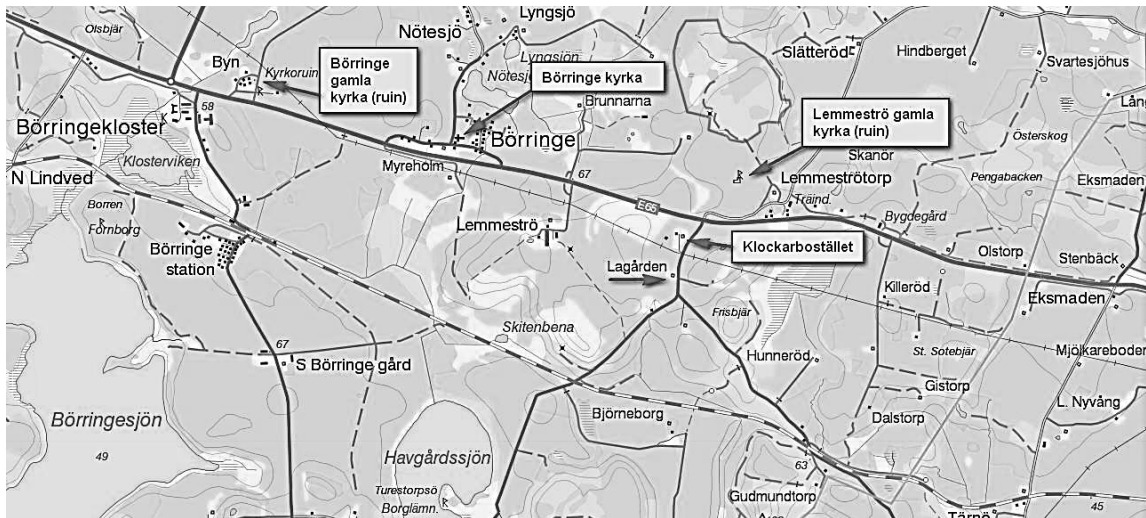 Olsbjär
Byn
Kyrkoruin
Börringe
gamla
kyrka (ruin)
Nötesjö
Lyngsjö
Lyngsjön
Nötesj
Börringe kyrka
Brunnarna
Slätteröd
Hindberget
Svartesjöhus
Lemmeströ gamla
kyrka (ruin)
Skanör
Österskog
Lån
Börringekloster
58
K
Klosterviken
Börringe
Myreholm
67
Lemmeströtorp
Träind.
Pengabacken
Eksmaden
N Lindved
Borren
Fornborg
E65
Bygdegård
Börringe
station
Lemmeströ
Klockarbostället
Olstorp
Stenbäck
Lagården
Killeröd
Eksmaden
Skitenbena
Frisbjär
67
S Börringe gård
Hunneröd
St. Sotebjär
Mjölkareboden
Gistorp
Börringesjön
Björneborg
Dalstorp
L. Nyvång
49
Havgårdssjön
63
Turestorpsö
Borglämn.
Gudmundtorp
Tärnö
45